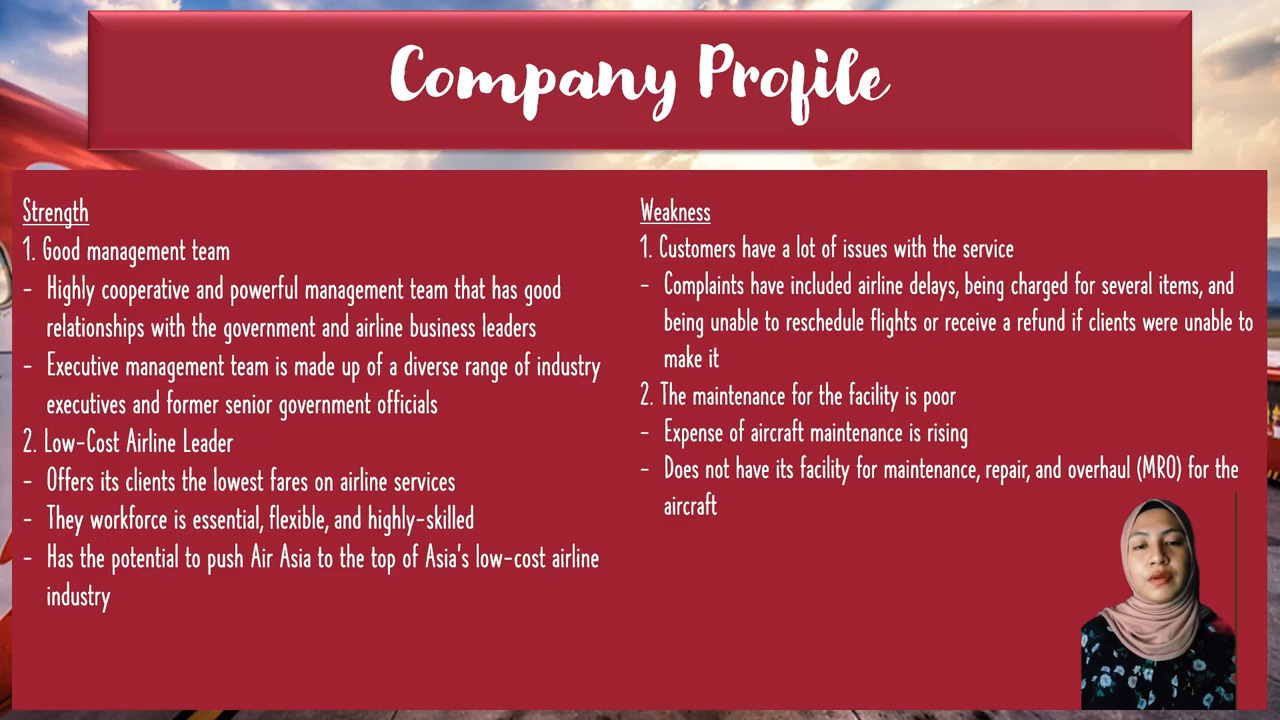 Company Profile
Strength
1. Good management team
- Highly cooperative and powerful management team that has good
relationships with the government and airline business leaders
- Executive management team is made up of a diverse range of industry
executives and former senior government officials
2. Low-Cost Airline Leader
- Offers its clients the lowest fares on airline services
- They workforce is essential, flexible, and highly-skilled
- Has the potential to push Air Asia to the top of Asia's low-cost airline
industry
Weakness
1. Customers have a lot of issues with the service
- Complaints have included airline delays, being charged for several items, and
being unable to reschedule flights or receive a refund if clients were unable to
make it
2. The maintenance for the facility is poor
- Expense of aircraft maintenance is rising
- Does not have its facility for maintenance, repair, and overhaul (MRO) for the
aircraft